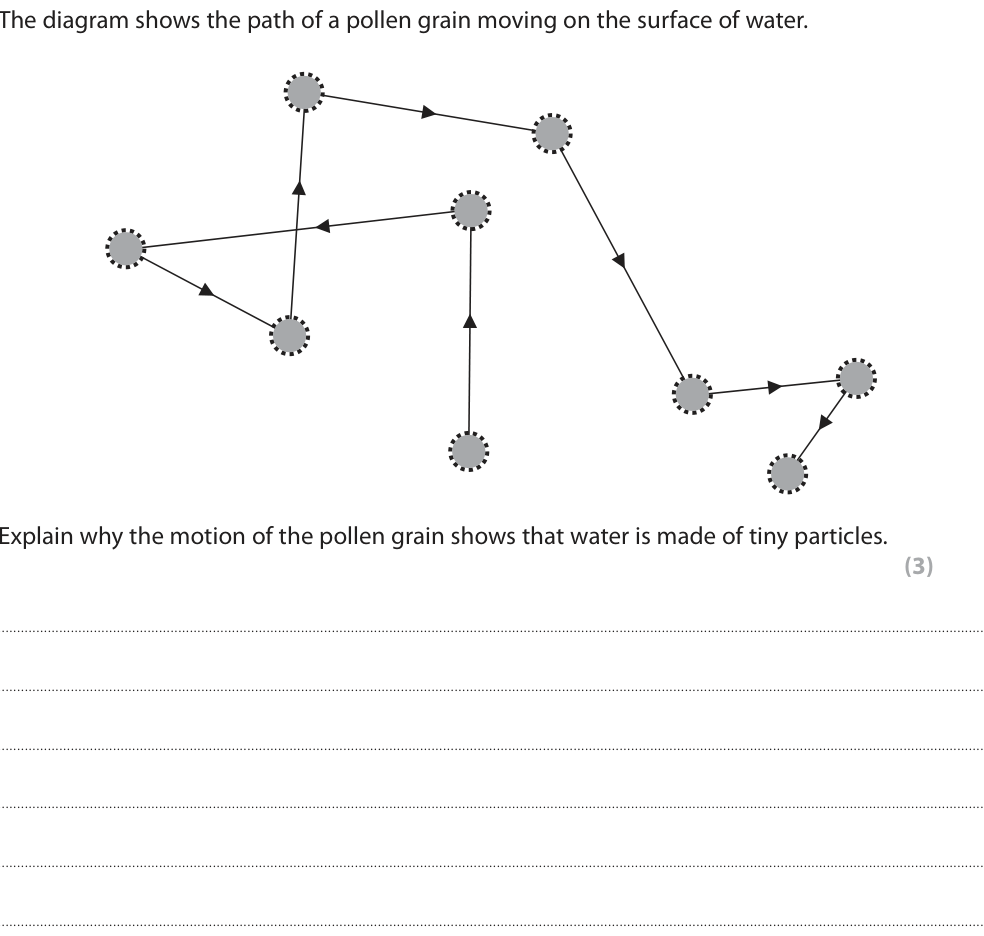 The diagram shows the path of a pollen grain moving on the surface of water.
Explain why the motion of the pollen grain shows that water is made of tiny particles.
(3)